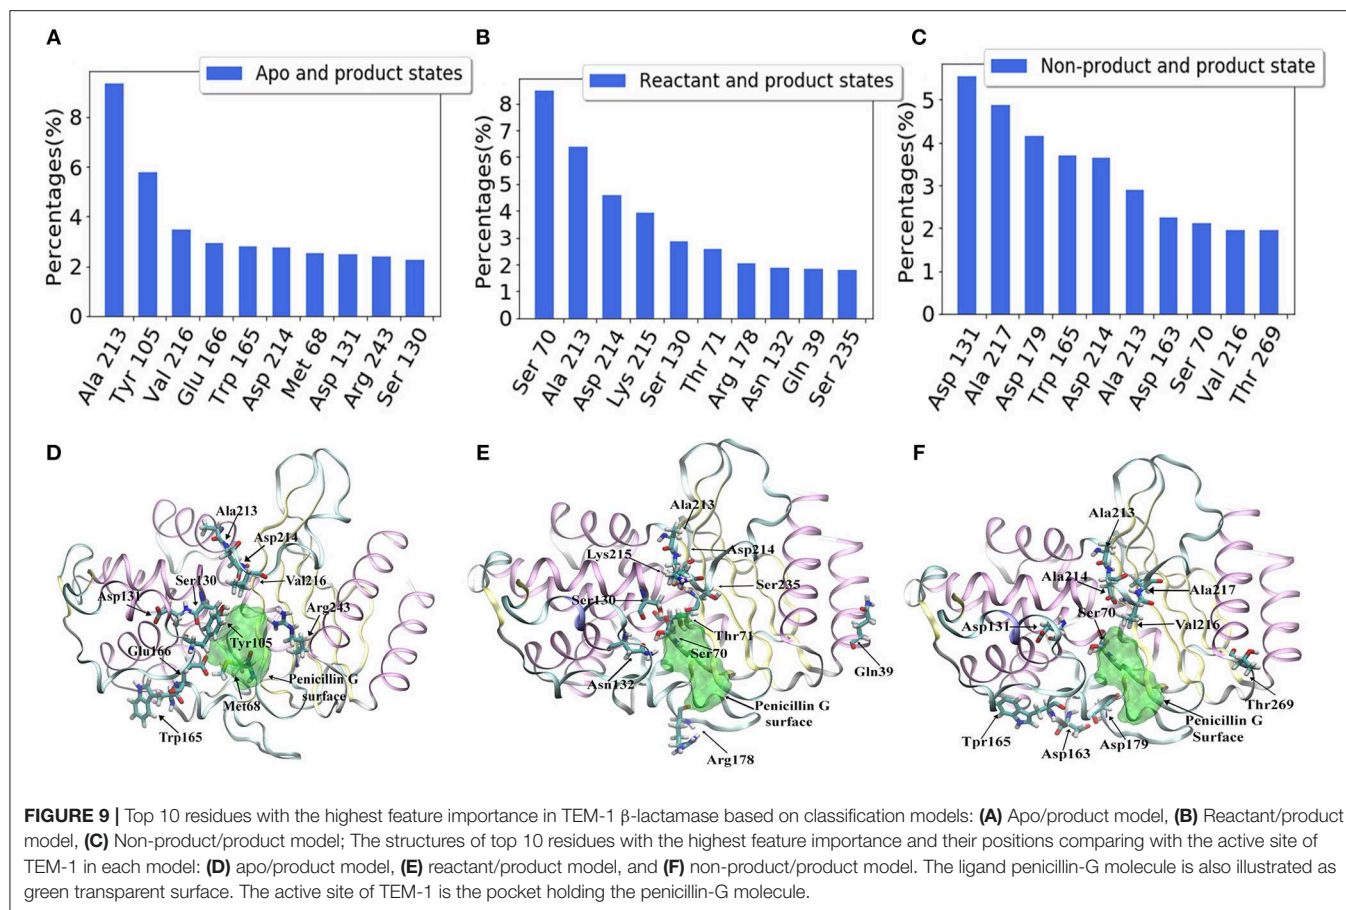 A
Apo and product states
Percentages(%)
8
6
4
2
0
Ala 213
Tyr 105
Val 216
Glu 166
Trp 165
Asp 214
Met 68
Asp 131
Arg 243
Ser 130
B
Reactant and product states
Percentages(%)
8
7
6
5
4
3
2
1
0
Ser 70
Ala 213
Asp 214
Lys 215
Ser 130
Thr 71
Arg 178
Asn 132
Gln 39
Ser 235
C
Non-product and product state
Percentages(%)
5
4
3
2
1
0
Asp 131
Ala 217
Asp 179
Trp 165
Asp 214
Ala 213
Asp 163
Ser 70
Val 216
Thr 269
D
Ala213
Asp214
Ser130
Val216
Asp131
Arg243
Tyr105
Glu166
Penicillin G
surface
Met68
Trp165
E
Ala213
Lys215
Asp214
Ser235
Ser130
Thr71
Ser70
Gln39
Asn132
Penicillin G
surface
Arg178
F
Ala213
Ala214
Ala217
Ser70
Val216
Asp131
Thr269
Penicillin G
Surface
Tpr165
Asp163
Asp179
FIGURE 9 | Top 10 residues with the highest feature importance in TEM-1 β-lactamase based on classification models: (A) Apo/product model, (B) Reactant/product
model, (C) Non-product/product model; The structures of top 10 residues with the highest feature importance and their positions comparing with the active site of
TEM-1 in each model: (D) apo/product model, (E) reactant/product model, and (F) non-product/product model. The ligand penicillin-G molecule is also illustrated as
green transparent surface. The active site of TEM-1 is the pocket holding the penicillin-G molecule.